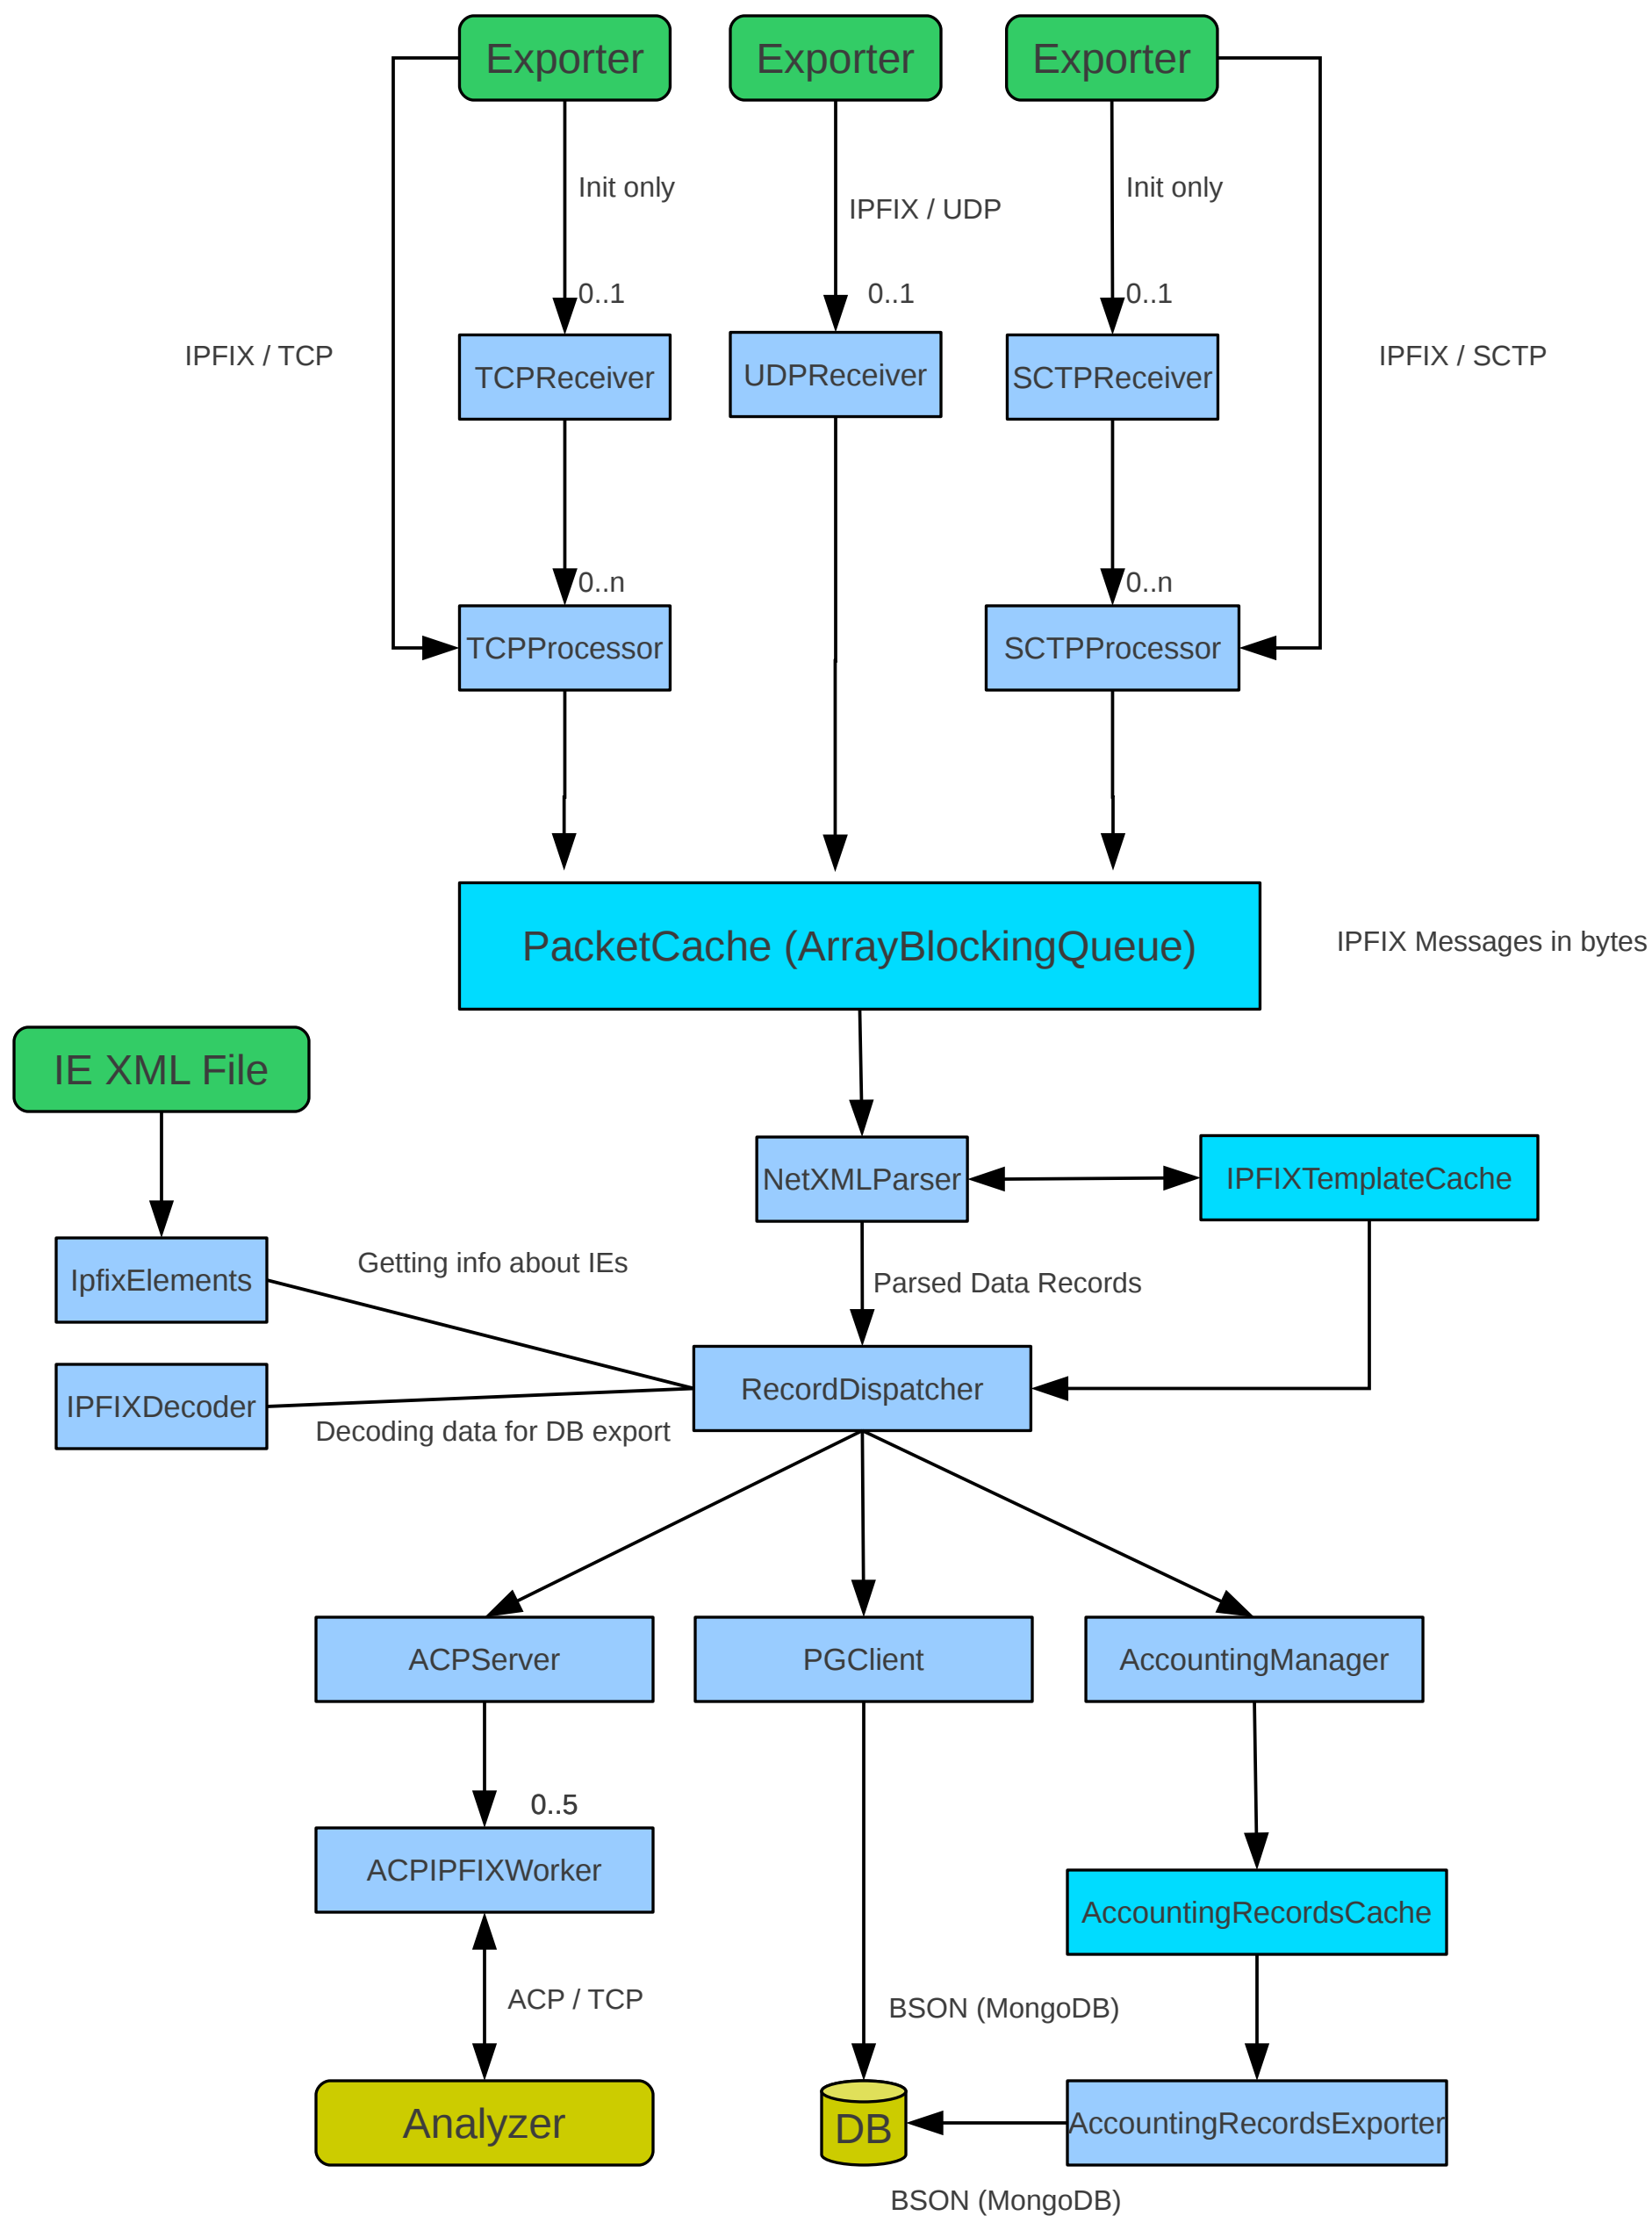 Exporter
Exporter
Exporter
Init only
IPFIX / UDP
Init only
0..1
0..1
0..1
IPFIX / TCP
IPFIX / SCTP
TCPReceiver
UDPReceiver
SCTPReceiver
0..n
0..n
TCPProcessor
SCTPProcessor
PacketCache (ArrayBlockingQueue)
IPFIX Messages in bytes
IE XML File
NetXMLParser
IPFIXTemplateCache
IpfixElements
Getting info about IEs
Parsed Data Records
IPFIXDecoder
RecordDispatcher
Decoding data for DB export
ACPServer
PGClient
AccountingManager
0..5
ACPIPFIXWorker
AccountingRecordsCache
ACP / TCP
BSON (MongoDB)
Analyzer
DB
AccountingRecordsExporter
BSON (MongoDB)